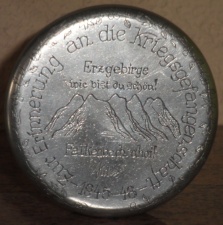 Zur Erinnerung an die Kriegsgefangenschaft
Erzgebirge
wie bist du schön!
1945-48